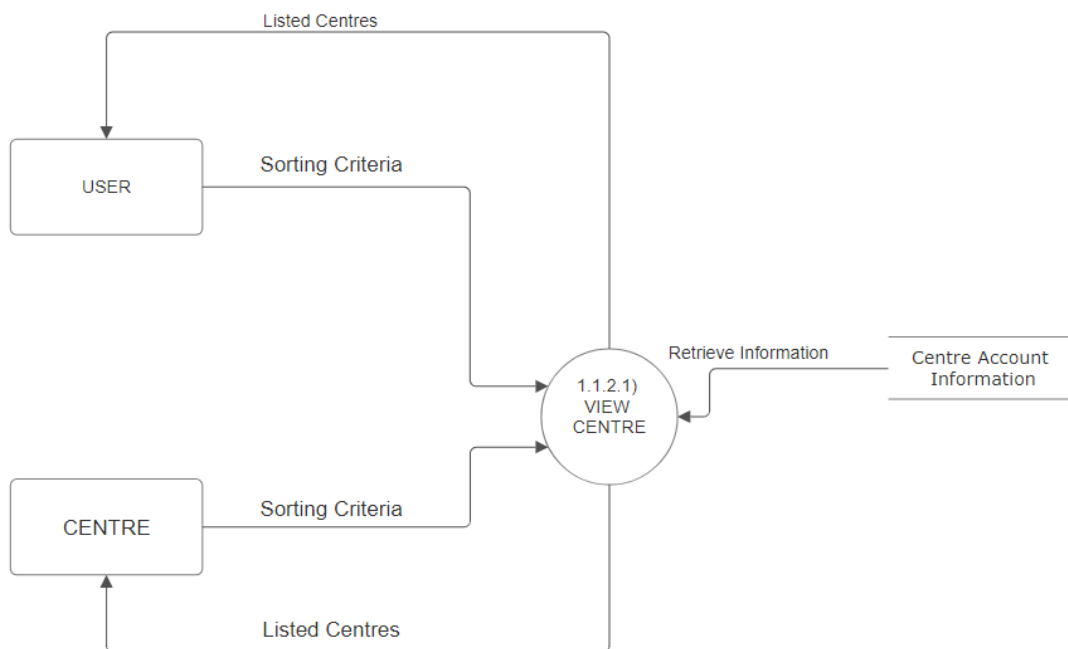 Listed Centres
Sorting Criteria
USER
Retrieve Information
Centre Account
Information
1.1.2.1)
VIEW
CENTRE
Sorting Criteria
CENTRE
Listed Centres